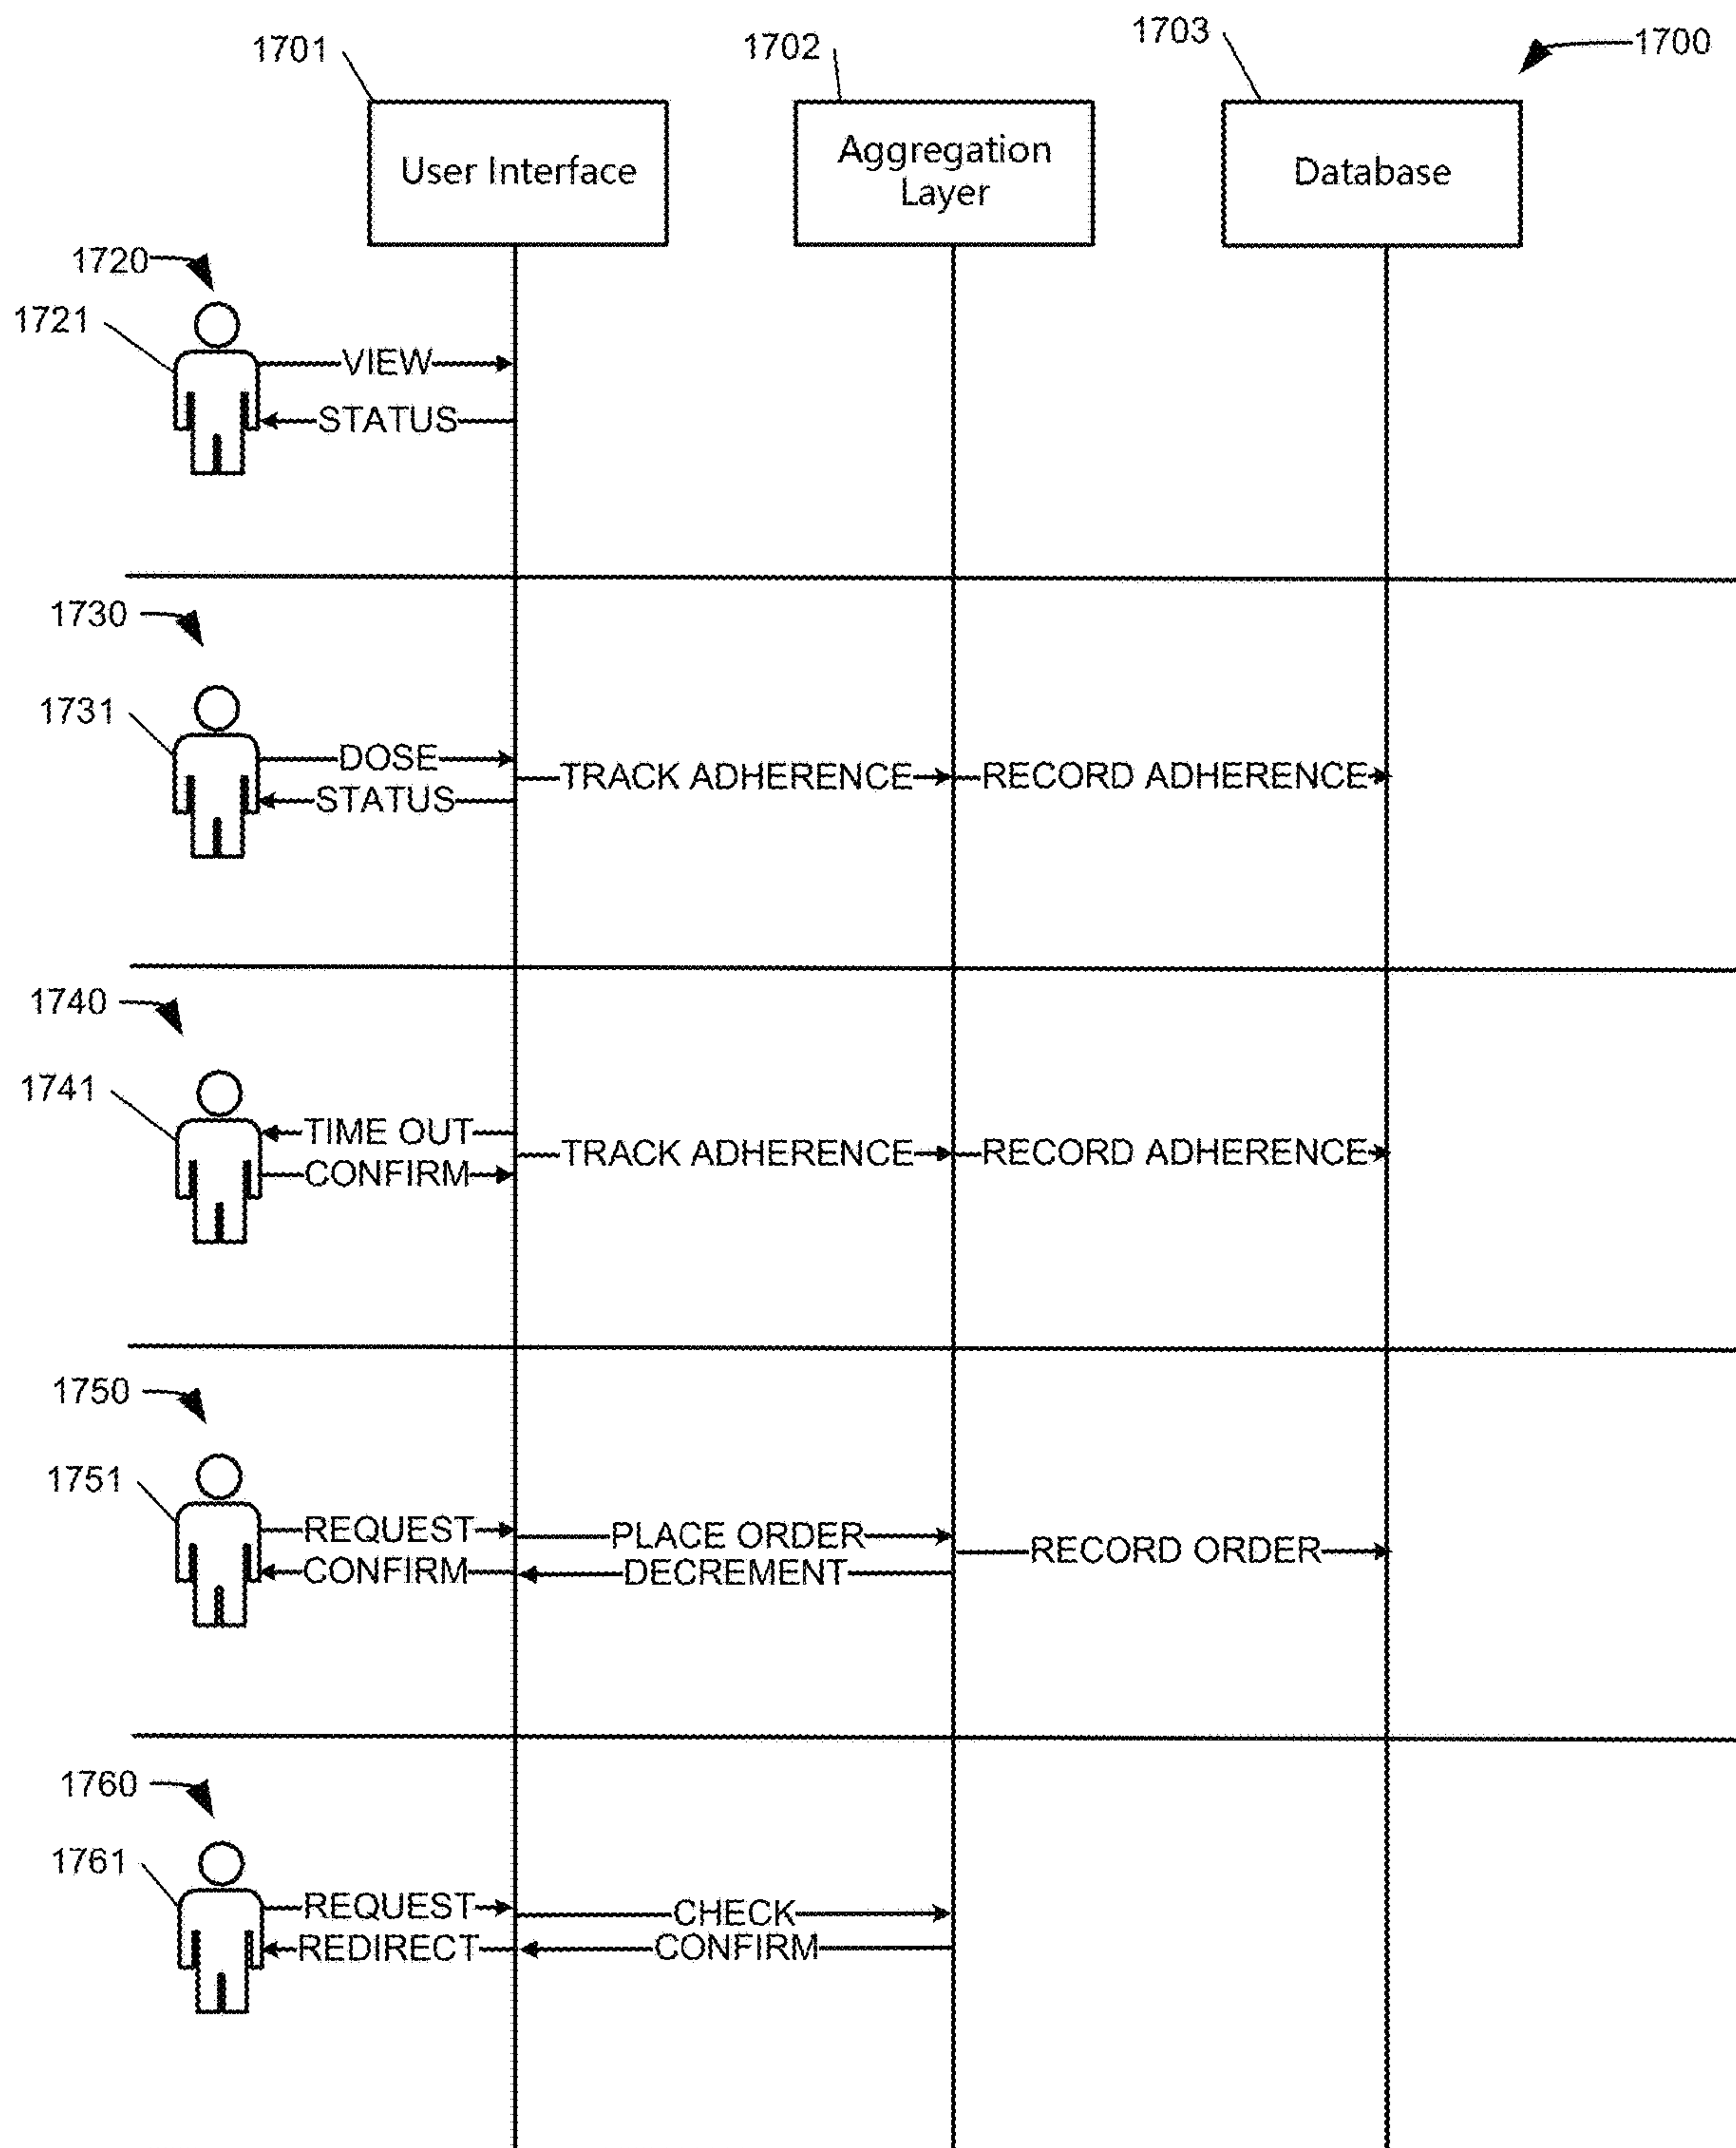 1701
1702
1703
1700
User Interface
Aggregation
Layer
Database
1720
1721
VIEW
STATUS
1730
1731
DOSE
TRACK ADHERENCE
RECORD ADHERENCE
STATUS
1740
1741
TIME OUT
TRACK ADHERENCE
RECORD ADHERENCE
CONFIRM
1750
1751
REQUEST
PLACE ORDER
RECORD ORDER
CONFIRM
DECREMENT
1760
1761
REQUEST
CHECK
REDIRECT
CONFIRM